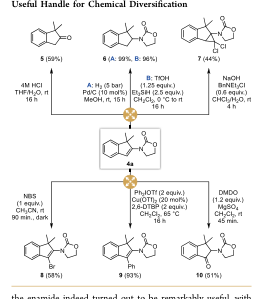 Useful Handle for Chemical Diversification
O
N
O
O
N
O
O
Cl
Cl
5 (59%)
6 (A: 99%, B: 96%)
7 (44%)
4M HCl
THF/H2O, rt
16 h
A: H2 (5 bar)
Pd/C (10 mol%)
MeOH, rt, 15 h
B: TfOH
(1.25 equiv.)
Et3SiH (2.5 equiv.)
CH2Cl2, 0 °C to rt
16 h
NaOH
BnNEt3Cl
(0.6 equiv.)
CHCl3/H2O, rt
4 h
O
N
O
4a
NBS
(1 equiv.)
CH3CN, rt
90 min., dark
Ph2IOTf (2 equiv.)
Cu(OTf)2 (20 mol%)
2,6-DTBP (2 equiv.)
CH2Cl2, 65 °C
16 h
DMDO
(1.2 equiv.)
MgSO4
CH2Cl2, rt
45 min.
O
N
O
Br
O
N
O
Ph
O
N
O
O
8 (58%)
9 (93%)
10 (51%)
the enamide indeed turned out to be remarkably useful, with